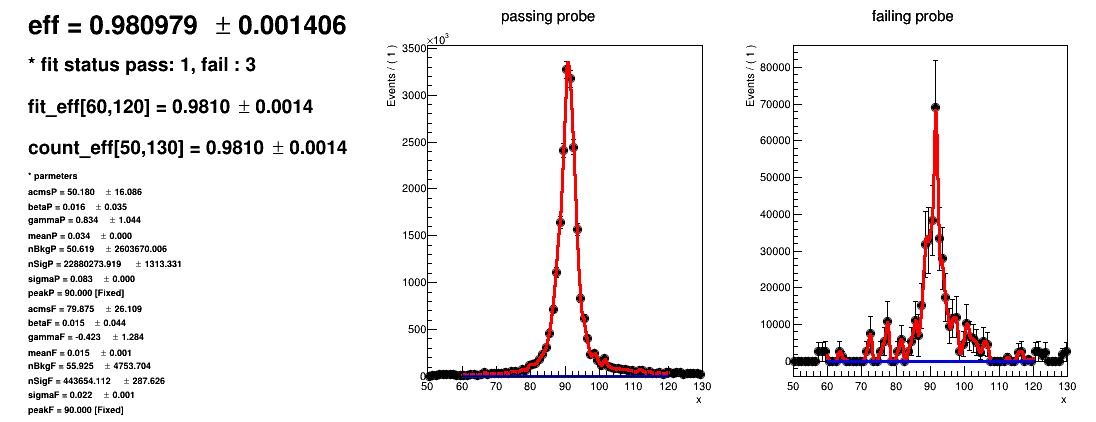 eff = 0.980979 ± 0.001406
* fit status pass: 1, fail : 3
fit_eff[60,120] = 0.9810 ± 0.0014
count_eff[50,130] = 0.9810 ± 0.0014
* parmeters
acmsP = 50.180 ± 16.086
betaP = 0.016 ± 0.035
gammaP = 0.834 ± 1.044
meanP = 0.034 ± 0.000
nBkgP = 50.619 ± 2603670.006
nSigP = 22880273.919 ± 1313.331
sigmaP = 0.083 ± 0.000
peakP = 90.000 [Fixed]
acmsF = 79.875 ± 26.109
betaF = 0.015 ± 0.044
gammaF = -0.423 ± 1.284
meanF = 0.015 ± 0.001
nBkgF = 55.925 ± 4753.704
nSigF = 443654.112 ± 287.626
sigmaF = 0.022 ± 0.001
peakF = 90.000 [Fixed]
passing probe
×10³
Events / ( 1 )
3500
3000
2500
2000
1500
1000
500
0
50 60 70 80 90 100 110 120 130
x
failing probe
Events / ( 1 )
80000
70000
60000
50000
40000
30000
20000
10000
0
50 60 70 80 90 100 110 120 130
x